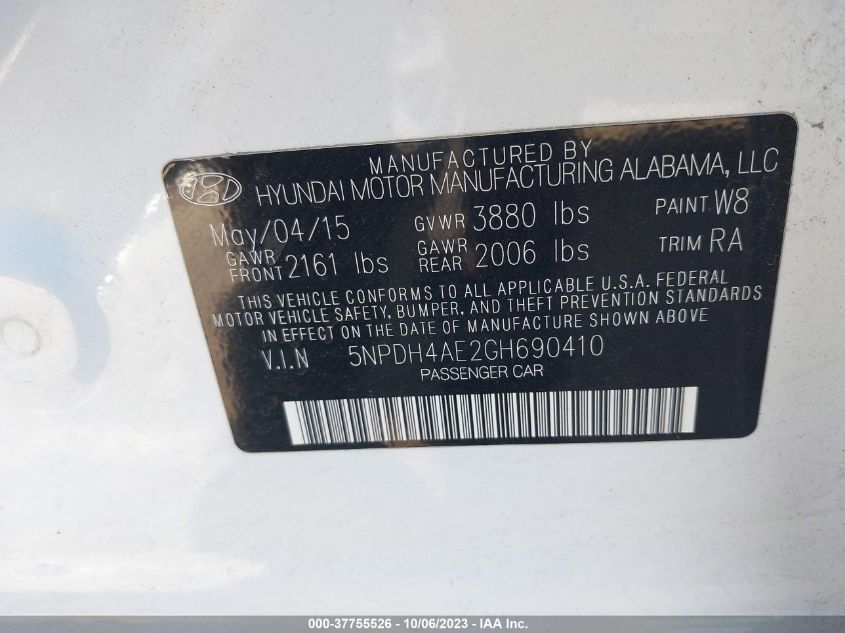 MANUFACTURED BY
HYUNDAI MOTOR MANUFACTURING ALABAMA, LLC
May/04/15 GVWR 3880 lbs PAINT W8
GAWR FRONT 2161 lbs GAWR REAR 2006 lbs TRIM RA
THIS VEHICLE CONFORMS TO ALL APPLICABLE U.S.A. FEDERAL
MOTOR VEHICLE SAFETY, BUMPER, AND THEFT PREVENTION STANDARDS
IN EFFECT ON THE DATE OF MANUFACTURE SHOWN ABOVE
V.I.N 5NPDH4AE2GH690410
PASSENGER CAR
000-37755526 - 10/06/2023 - © IAA Inc.